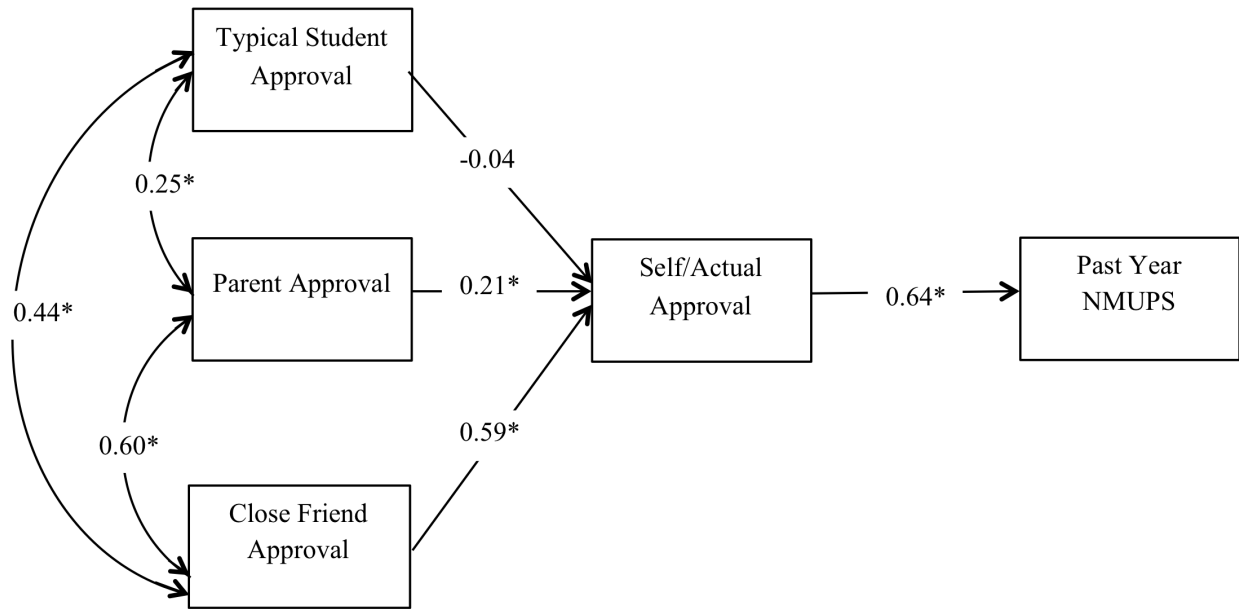 Typical Student
Approval
-0.04
0.25*
Parent Approval
0.21*
Self/Actual
Approval
0.64*
Past Year
NMUPS
0.44*
0.60*
0.59*
Close Friend
Approval